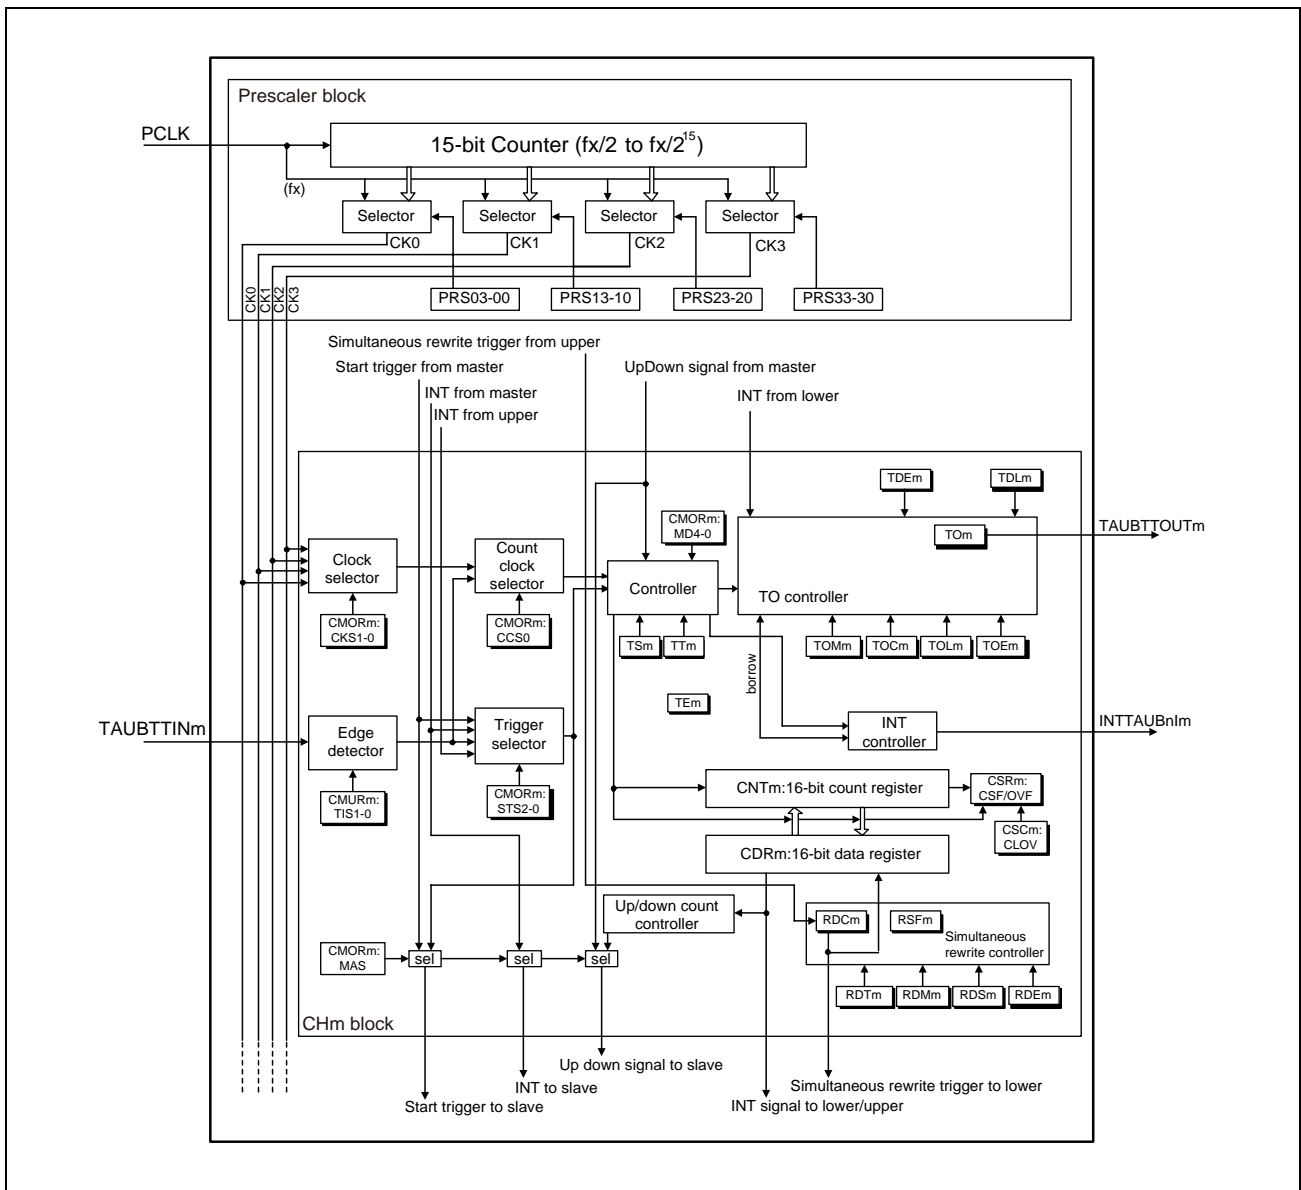 Prescaler block
PCLK
15-bit Counter (fx/2 to fx/2^15)
(fx)
Selector
Selector
Selector
Selector
CK0
CK1
CK2
CK3
CK0
CK1
CK2
CK3
PRS03-00
PRS13-10
PRS23-20
PRS33-30
Simultaneous rewrite trigger from upper
Start trigger from master
UpDown signal from master
INT from master
INT from lower
INT from upper
TDEm
TDLm
CMORm:
MD4-0
TOm
TAUBTTOUTm
Clock
selector
Count
clock
selector
Controller
TO controller
CMORm:
CKS1-0
CMORm:
CCS0
TSm
TTm
TOMm
TOCm
TOLm
TOEm
borrow
TEm
TAUBTTINm
Edge
detector
Trigger
selector
INT
controller
INTTAUBnIm
CMURm:
TIS1-0
CMORm:
STS2-0
CNTm:16-bit count register
CSRm:
CSF/OVF
CSCm:
CLOV
CDRm:16-bit data register
Up/down count
controller
RDCm
RSFm
Simultaneous
rewrite controller
CMORm:
MAS
sel
sel
sel
RDTm
RDMm
RDSm
RDEm
CHm block
Up down signal to slave
INT to slave
Simultaneous rewrite trigger to lower
Start trigger to slave
INT signal to lower/upper